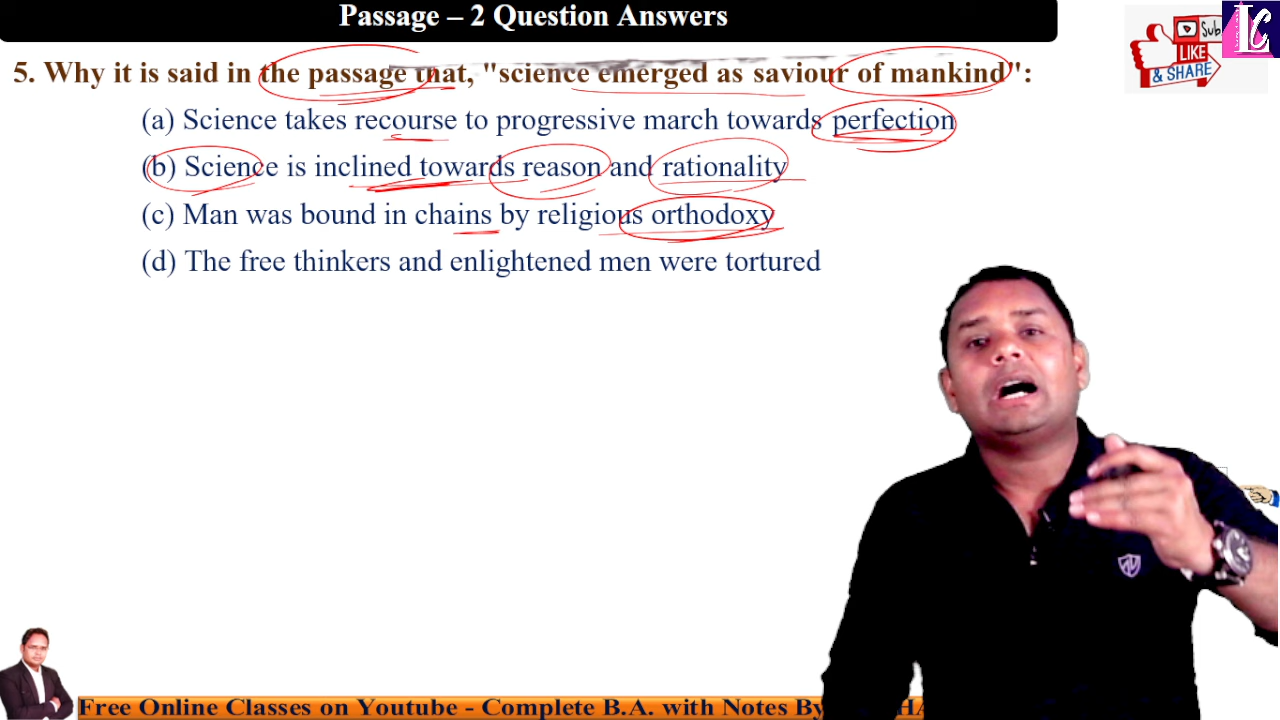 Passage – 2 Question Answers
Sub
LIKE
& SHARE
LC
5. Why it is said in the passage that, "science emerged as saviour of mankind":
(a) Science takes recourse to progressive march towards perfection
(b) Science is inclined towards reason and rationality
(c) Man was bound in chains by religious orthodoxy
(d) The free thinkers and enlightened men were tortured
Free Online Classes on Youtube - Complete B.A. with Notes By